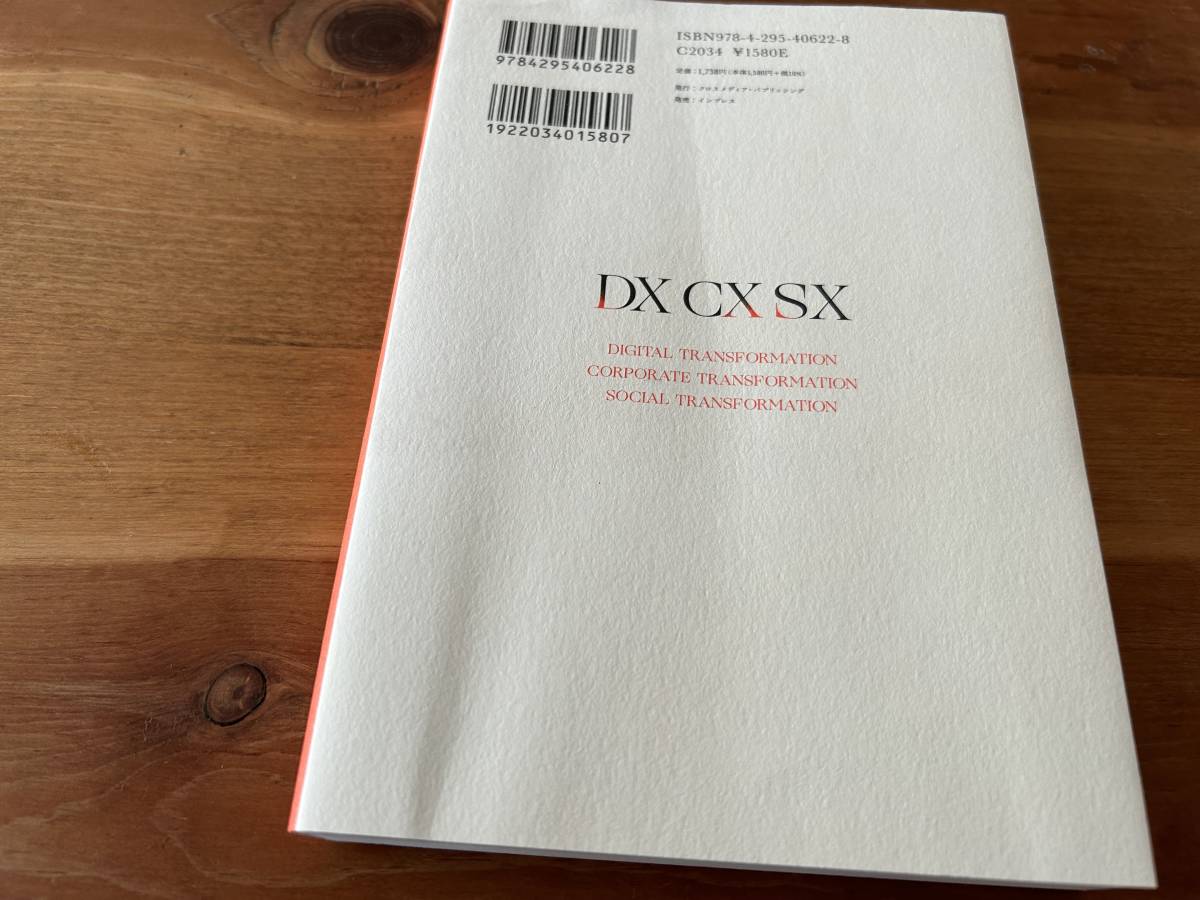 9784295406228
ISBN978-4-295-40622-8
C2034 ¥1580E
定価：1,738円（本体1,580円＋税10%）
発行：クロスメディア・パブリッシング
発売：インプレス
1922034015807
DX CX SX
DIGITAL TRANSFORMATION
CORPORATE TRANSFORMATION
SOCIAL TRANSFORMATION